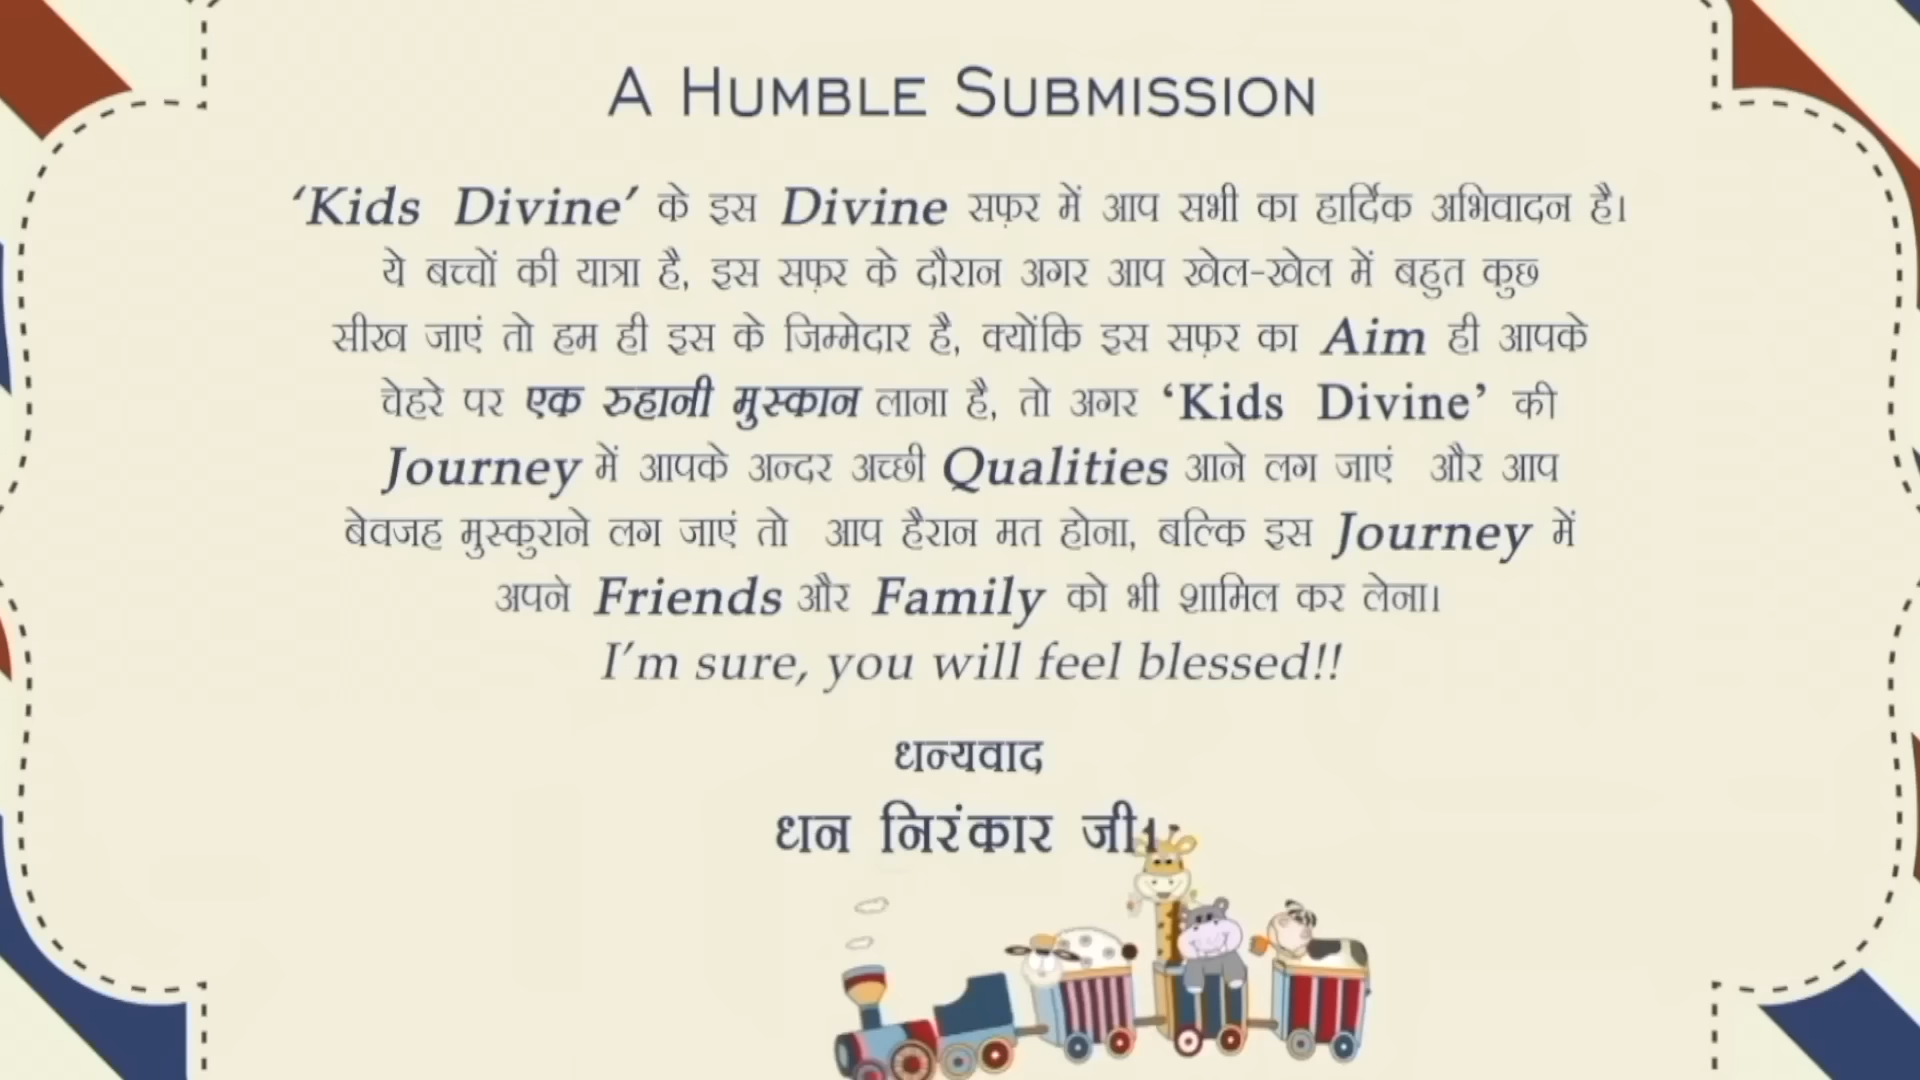 A HUMBLE SUBMISSION
‘Kids Divine’ के इस Divine सफ़र में आप सभी का हार्दिक अभिवादन है।
ये बच्चों की यात्रा है, इस सफ़र के दौरान अगर आप खेल-खेल में बहुत कुछ
सीख जाएं तो हम ही इस के जिम्मेदार है, क्योंकि इस सफ़र का Aim ही आपके
चेहरे पर एक रुहानी मुस्कान लाना है, तो अगर ‘Kids Divine’ की
Journey में आपके अन्दर अच्छी Qualities आने लग जाएं और आप
बेवजह मुस्कुराने लग जाएं तो आप हैरान मत होना, बल्कि इस Journey में
अपने Friends और Family को भी शामिल कर लेना।
I’m sure, you will feel blessed!!
धन्यवाद
धन निरंकार जी।